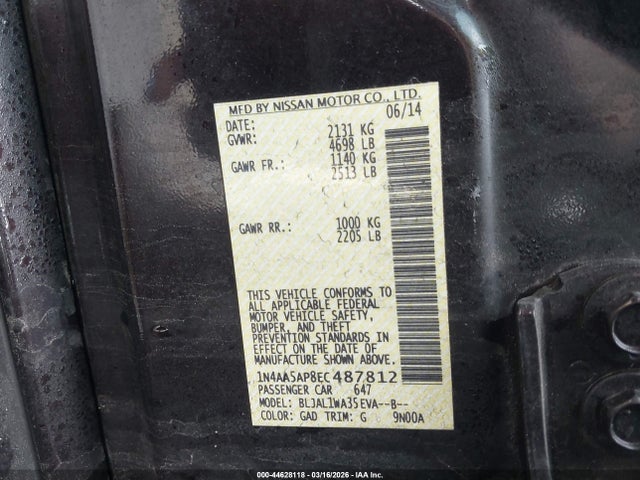 MFD BY NISSAN MOTOR CO., LTD.
DATE: 06/14
GVWR: 2131 KG
4698 LB
GAWR FR.: 1140 KG
2513 LB
GAWR RR.: 1000 KG
2205 LB
THIS VEHICLE CONFORMS TO
ALL APPLICABLE FEDERAL
MOTOR VEHICLE SAFETY,
BUMPER, AND THEFT
PREVENTION STANDARDS IN
EFFECT ON THE DATE OF
MANUFACTURE SHOWN ABOVE.
1N4AA5AP8EC487812
PASSENGER CAR 647
MODEL: BLJAL1WA35EVA--B--
COLOR: GAD TRIM: G 9N00A
000-44628118 - 03/16/2026 - IAA Inc.